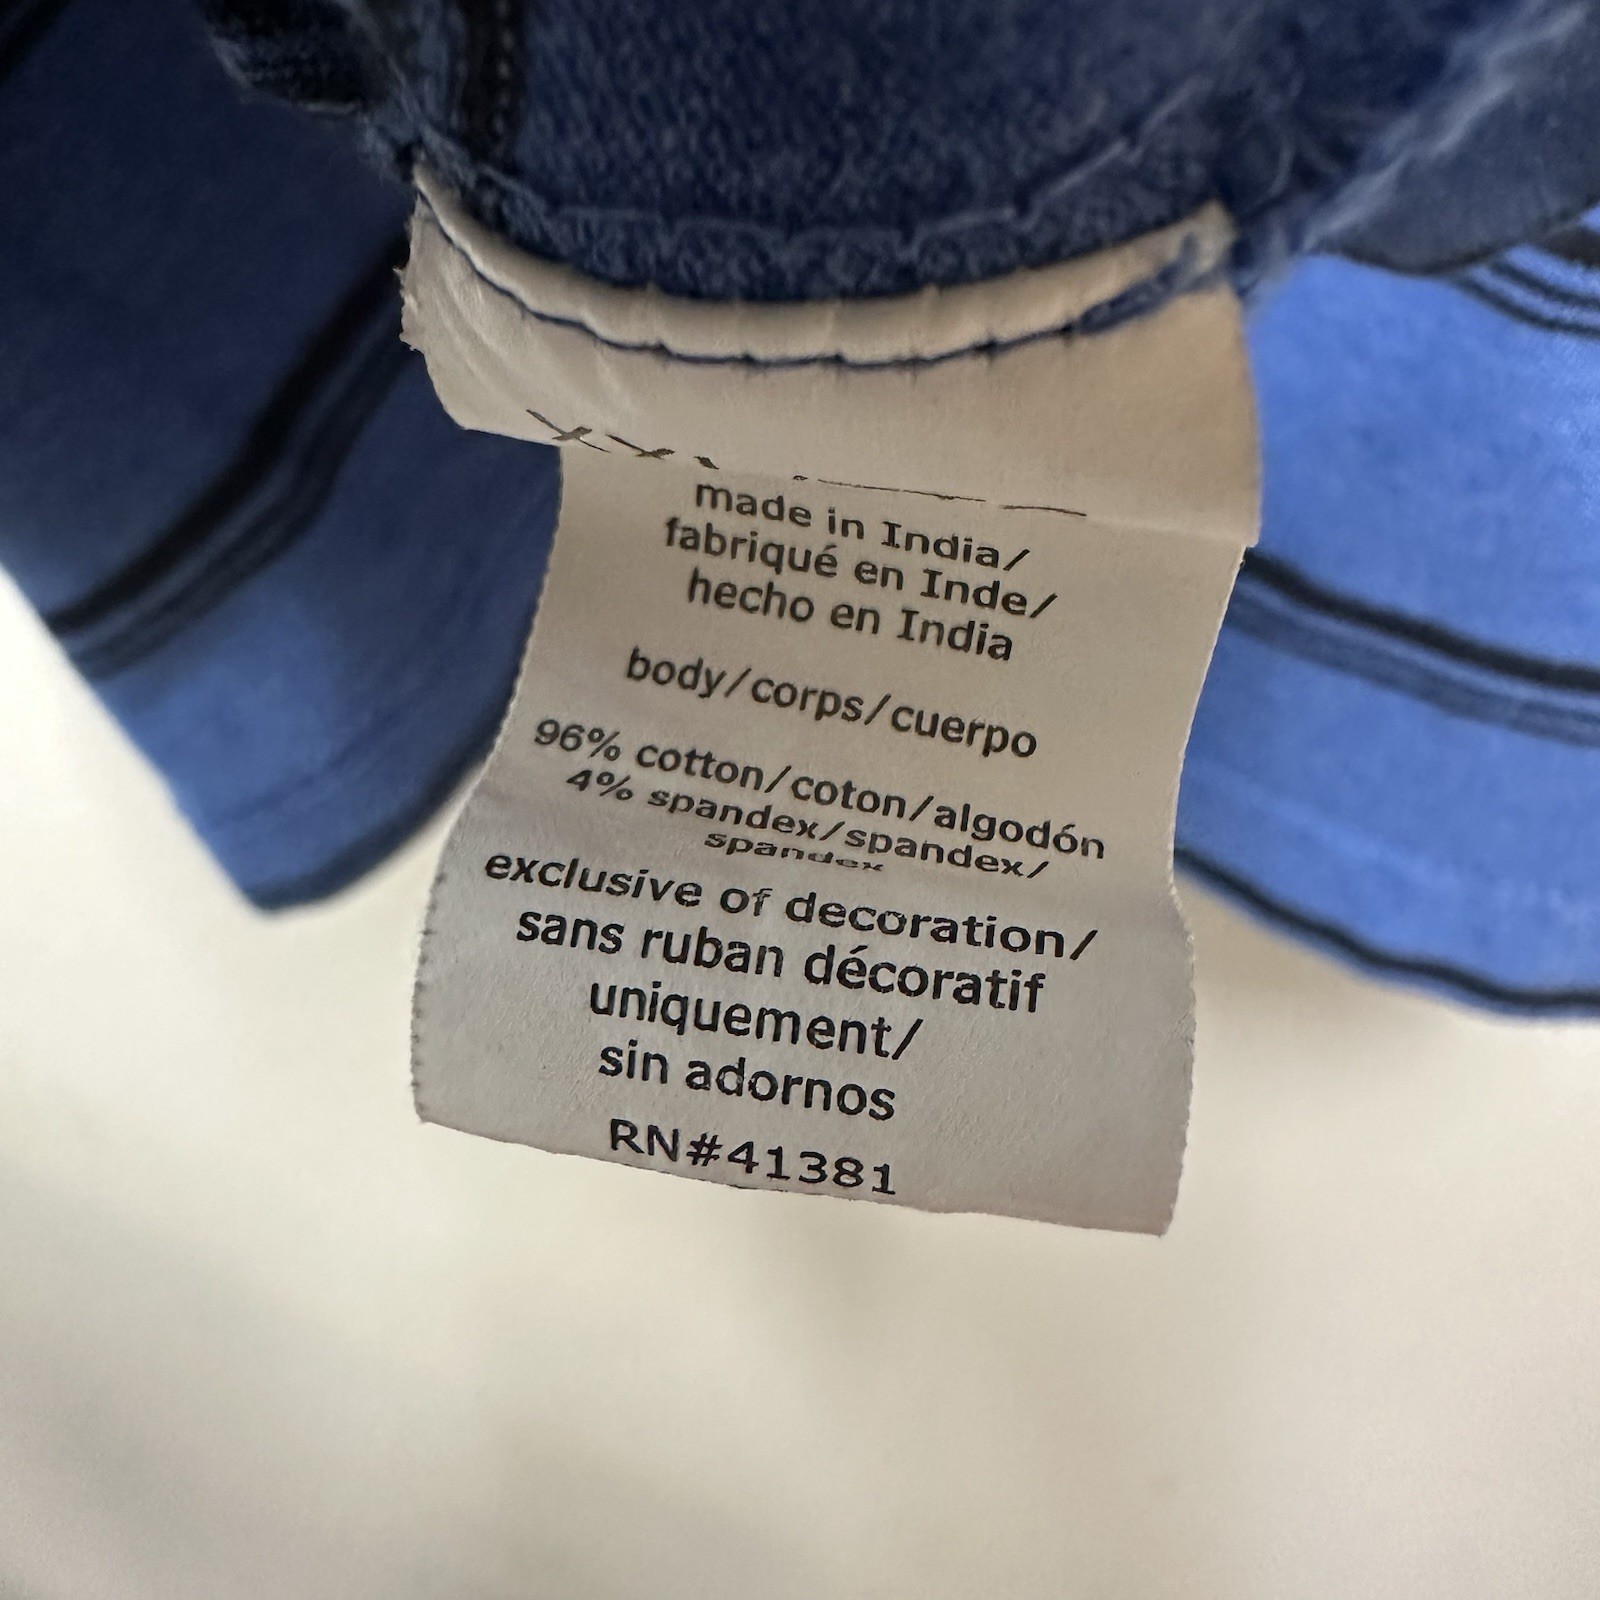 made in India/
fabriqué en Inde/
hecho en India
body/corps/cuerpo
96% cotton/coton/algodón
4% spandex/spandex/
spandex
exclusive of decoration/
sans ruban décoratif
uniquement/
sin adornos
RN#41381